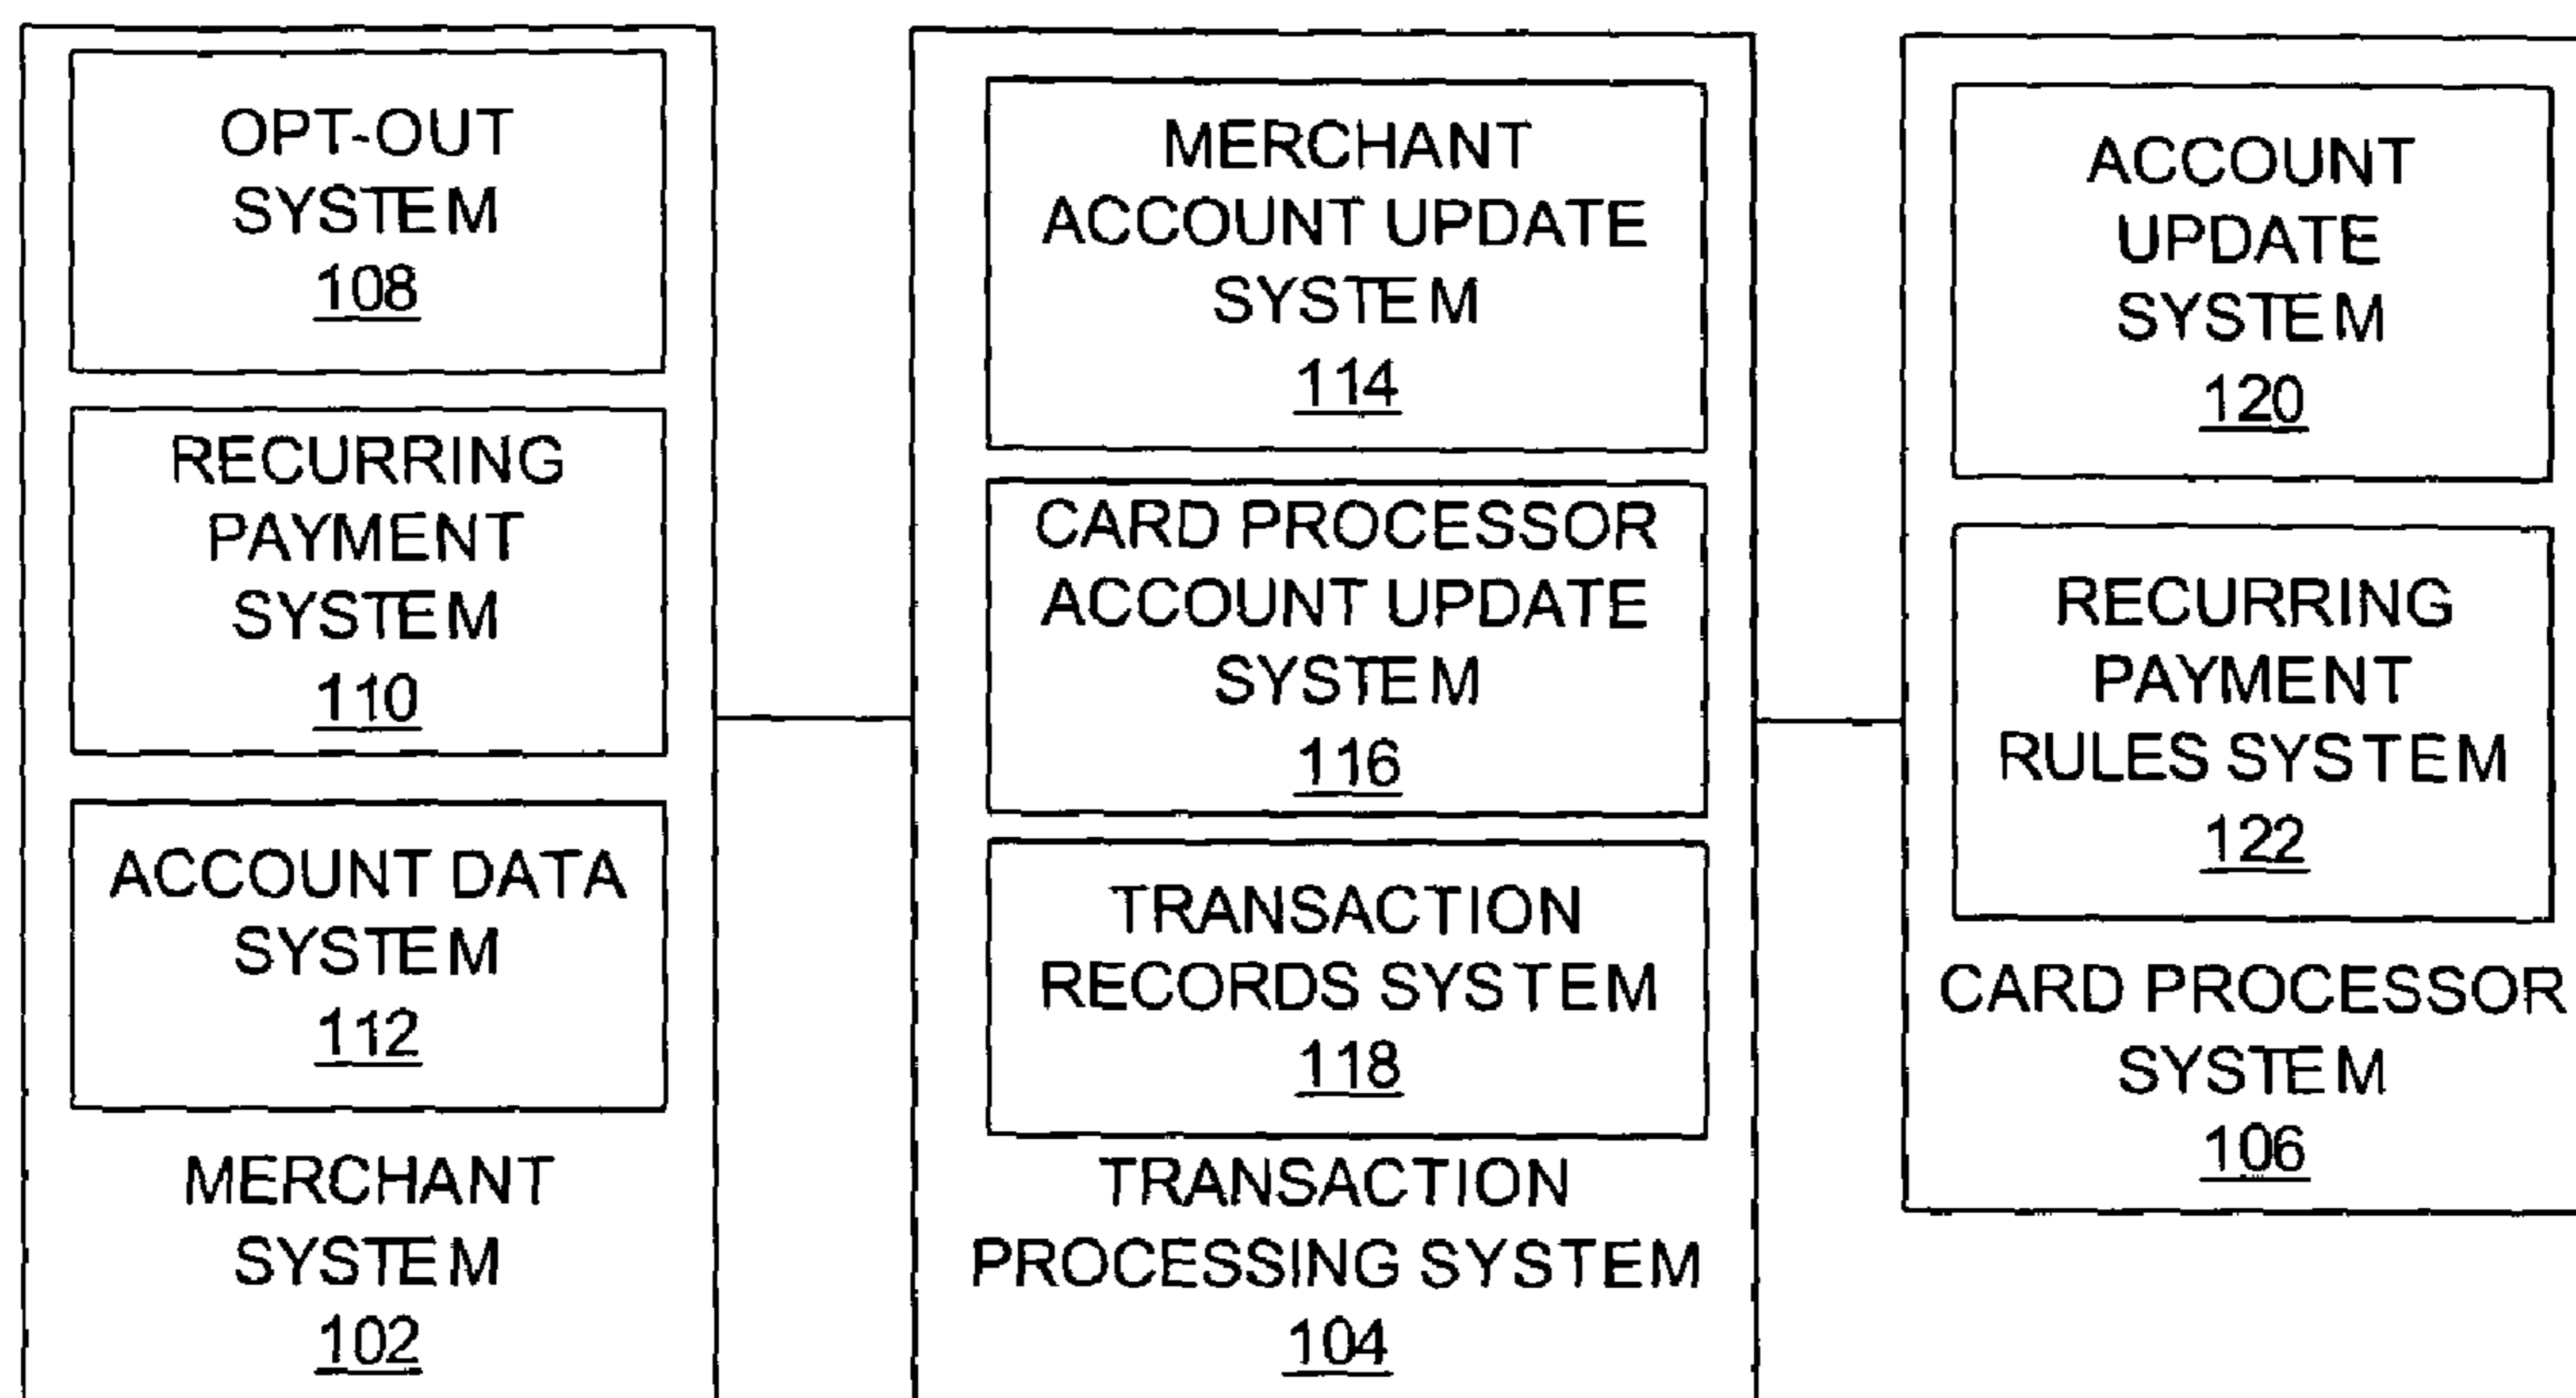 OPT-OUT
SYSTEM
108
RECURRING
PAYMENT
SYSTEM
110
ACCOUNT DATA
SYSTEM
112
MERCHANT
SYSTEM
102
MERCHANT
ACCOUNT UPDATE
SYSTEM
114
CARD PROCESSOR
ACCOUNT UPDATE
SYSTEM
116
TRANSACTION
RECORDS SYSTEM
118
TRANSACTION
PROCESSING SYSTEM
104
ACCOUNT
UPDATE
SYSTEM
120
RECURRING
PAYMENT
RULES SYSTEM
122
CARD PROCESSOR
SYSTEM
106